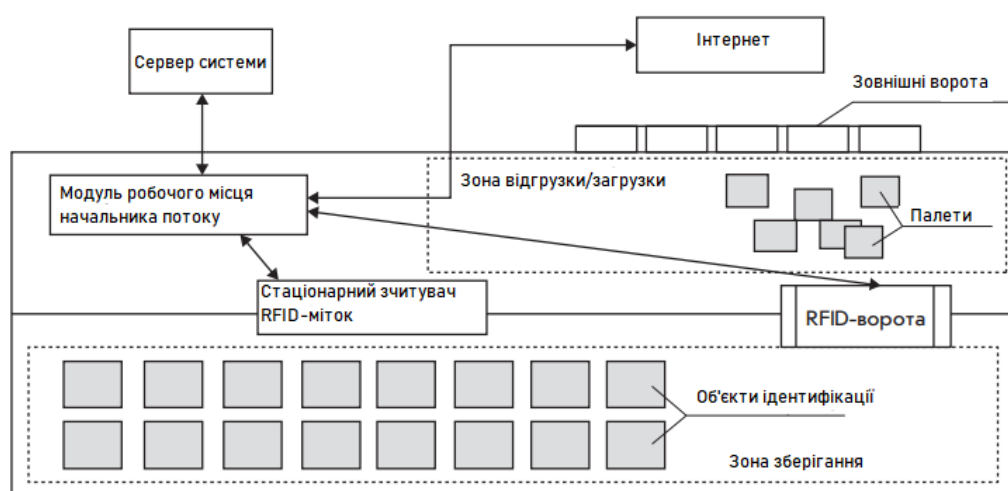 Сервер системи
Інтернет
Зовнішні ворота
Модуль робочого місця
начальника потоку
Зона відгрузки/загрузки
Палети
Стаціонарний зчитувач
RFID-міток
RFID-ворота
Об'єкти ідентифікації
Зона зберігання